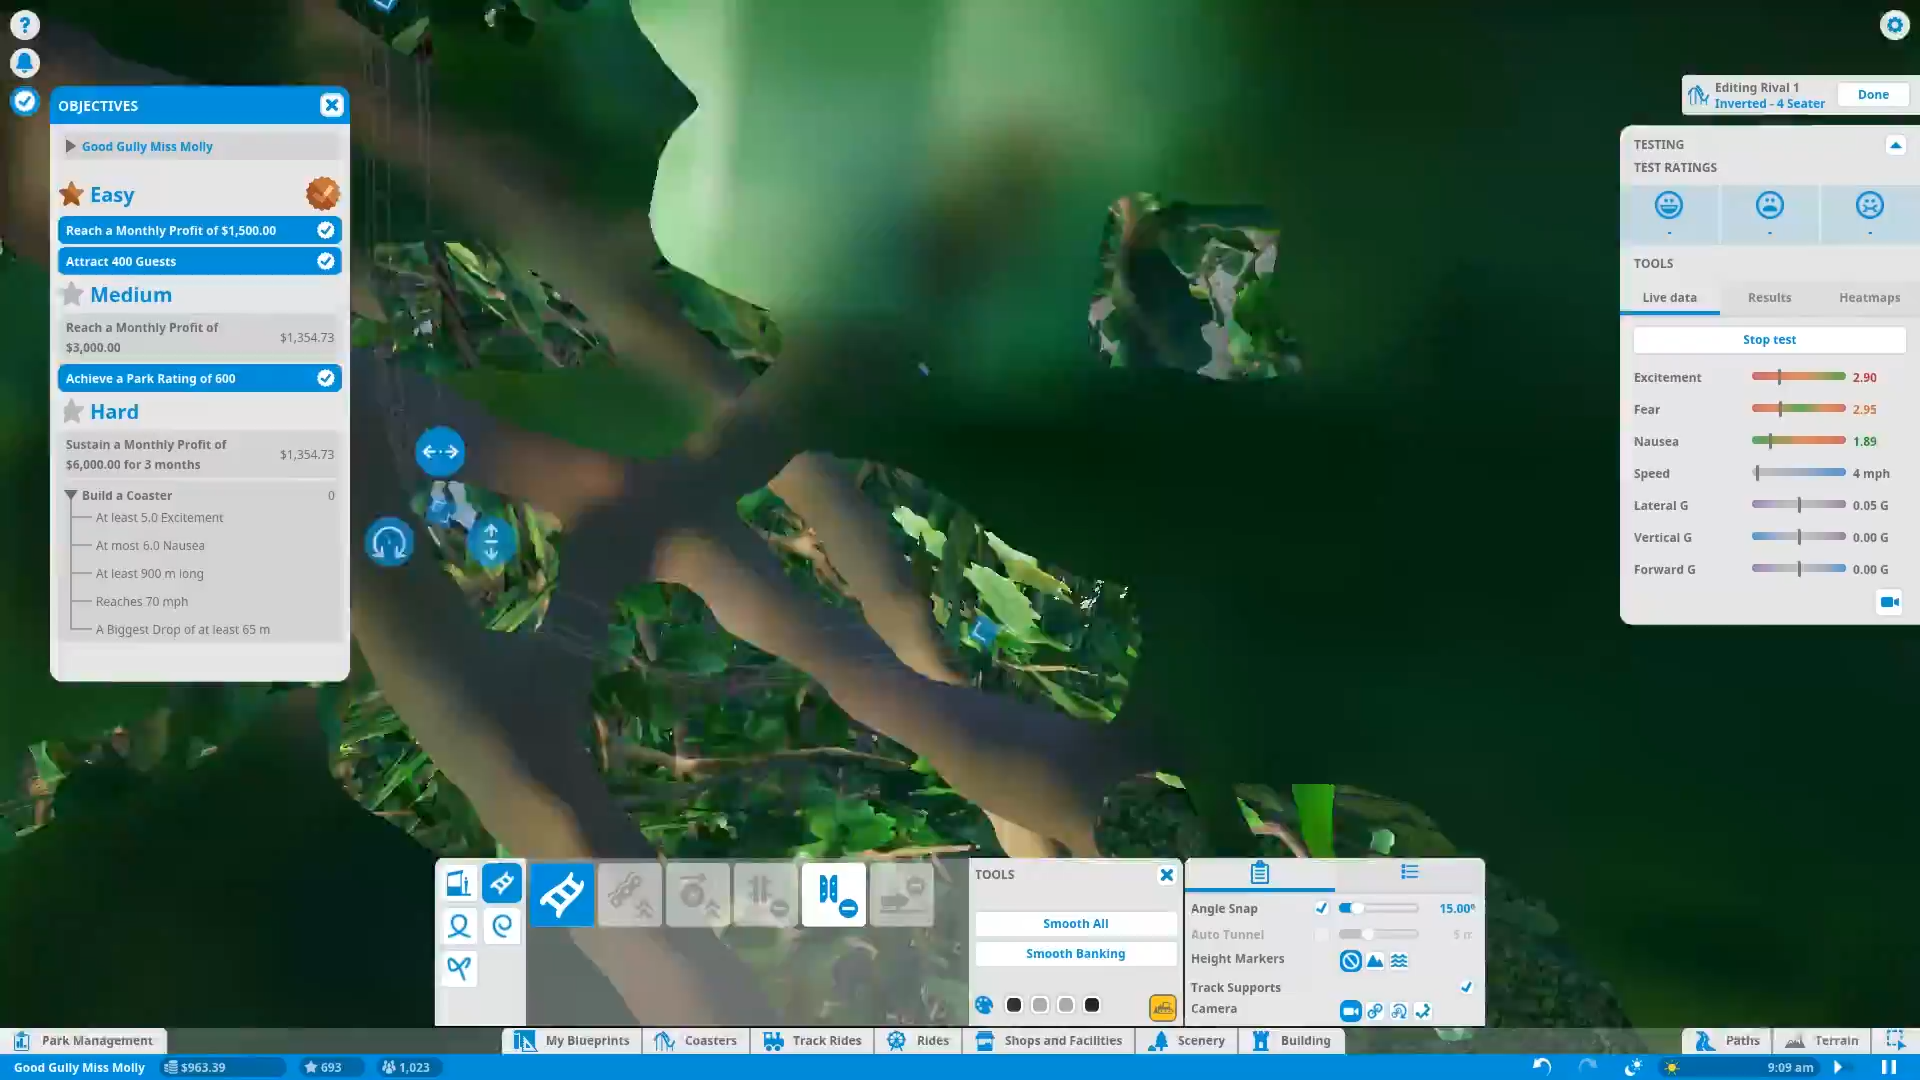 ?
OBJECTIVES
Good Gully Miss Molly
Easy
Reach a Monthly Profit of $1,500.00
Attract 400 Guests
Medium
Reach a Monthly Profit of
$3,000.00
$1,354.73
Achieve a Park Rating of 600
Hard
Sustain a Monthly Profit of
$6,000.00 for 3 months
$1,354.73
Build a Coaster 0
At least 5.0 Excitement
At most 6.0 Nausea
At least 900 m long
Reaches 70 mph
A Biggest Drop of at least 65 m
Editing Rival 1
Inverted - 4 Seater
Done
TESTING
TEST RATINGS
- - -
TOOLS
Live data Results Heatmaps
Stop test
Excitement 2.90
Fear 2.95
Nausea 1.89
Speed 4 mph
Lateral G 0.05 G
Vertical G 0.00 G
Forward G 0.00 G
TOOLS
Smooth All
Smooth Banking
Angle Snap 15.00°
Auto Tunnel 5 m
Height Markers
Track Supports
Camera
Park Management
My Blueprints Coasters Track Rides Rides Shops and Facilities Scenery Building
Paths Terrain
Good Gully Miss Molly $963.39 693 1,023
9:09 am